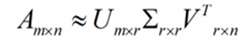 A_{m×n} ≈ U_{m×r} Σ_{r×r} V^T_{r×n}